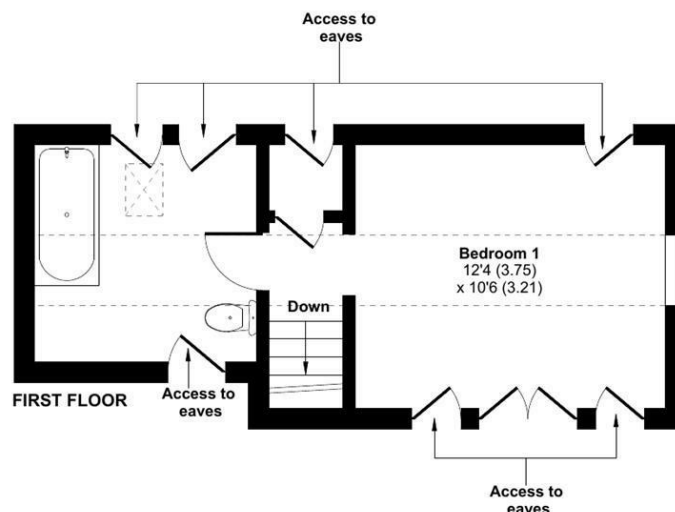 Access to
eaves
Bedroom 1
12'4 (3.75)
x 10'6 (3.21)
Down
Access to
eaves
FIRST FLOOR
Access to
eaves